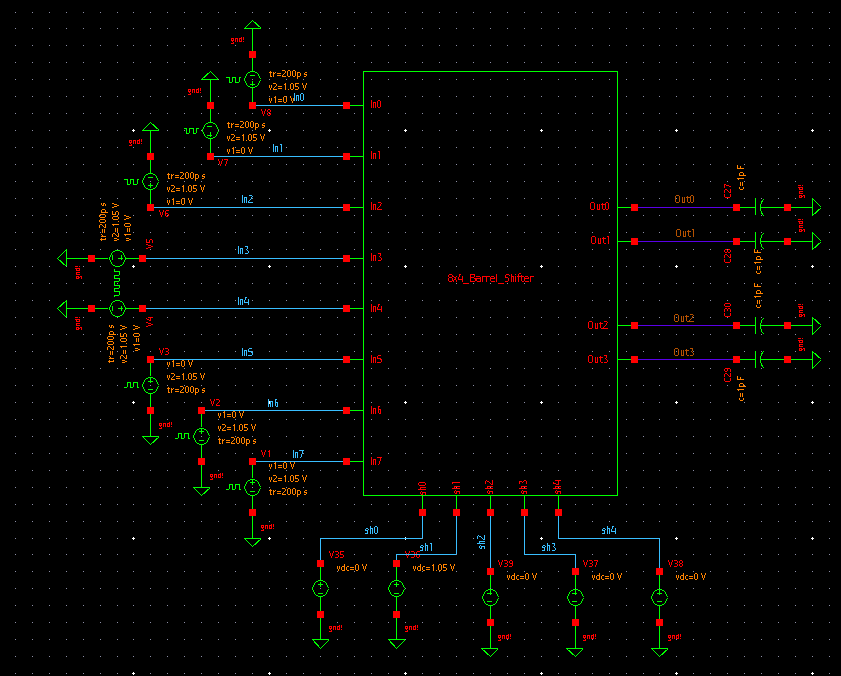 gnd!
tr=200p s
v2=1.05 V
v1=0 V
In0
V8
In0
gnd!
tr=200p s
v2=1.05 V
v1=0 V
V7
In1
In1
gnd!
tr=200p s
v2=1.05 V
v1=0 V
V6
In2
In2
tr=200p s
v2=1.05 V
v1=0 V
V5
gnd!
In3
In3
In4
In4
gnd!
V4
tr=200p s
v2=1.05 V
v1=0 V
V3
v1=0 V
v2=1.05 V
tr=200p s
gnd!
In5
In5
V2
v1=0 V
v2=1.05 V
tr=200p s
gnd!
In6
In6
V1
v1=0 V
v2=1.05 V
tr=200p s
gnd!
In7
In7
8x4_Barrel_Shifter
Out0
Out0
C27
c=1p F
gnd!
Out1
Out1
C28
c=1p F
gnd!
Out2
Out2
C30
c=1p F
gnd!
Out3
Out3
C29
c=1p F
gnd!
sh0
sh1
sh2
sh3
sh4
sh0
sh1
sh2
sh3
sh4
V35
vdc=0 V
gnd!
V36
vdc=1.05 V
gnd!
V39
vdc=0 V
gnd!
V37
vdc=0 V
gnd!
V38
vdc=0 V
gnd!